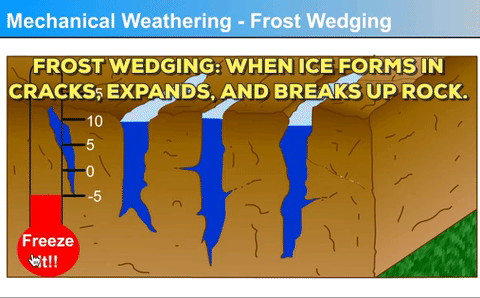 Mechanical Weathering - Frost Wedging
FROST WEDGING: WHEN ICE FORMS IN
CRACKS, EXPANDS, AND BREAKS UP ROCK.
5
10
5
0
-5
Freeze
it!!